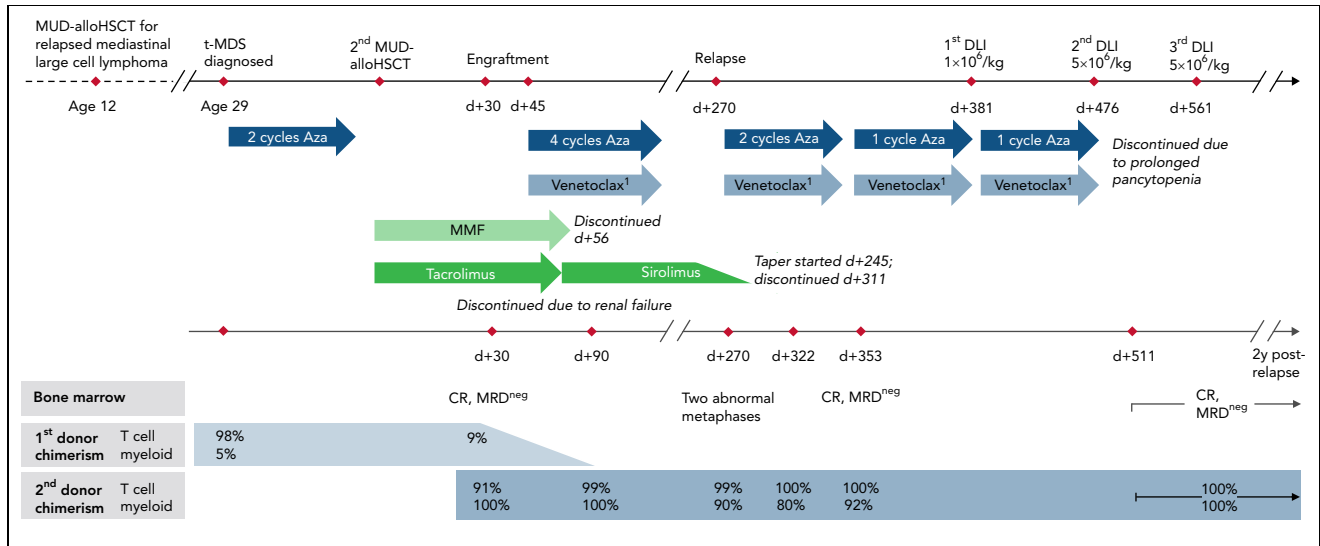 MUD-alloHSCT for
relapsed mediastinal
large cell lymphoma
t-MDS
diagnosed
2nd MUD-
alloHSCT
Engraftment
Relapse
1st DLI
1×10⁶/kg
2nd DLI
5×10⁶/kg
3rd DLI
5×10⁶/kg
Age 12
Age 29
d+30
d+45
d+270
d+381
d+476
d+561
2 cycles Aza
4 cycles Aza
2 cycles Aza
1 cycle Aza
1 cycle Aza
Discontinued due
to prolonged
pancytopenia
Venetoclax¹
Venetoclax¹
Venetoclax¹
Venetoclax¹
MMF
Discontinued
d+56
Tacrolimus
Sirolimus
Taper started d+245;
discontinued d+311
Discontinued due to renal failure
d+30
d+90
d+270
d+322
d+353
d+511
2y post-
relapse
Bone marrow
CR, MRDneg
Two abnormal
metaphases
CR, MRDneg
CR,
MRDneg
1st donor T cell 98% 9%
chimerism myeloid 5%
2nd donor T cell 91% 99% 99% 100% 100% 100%
chimerism myeloid 100% 100% 90% 80% 92% 100%